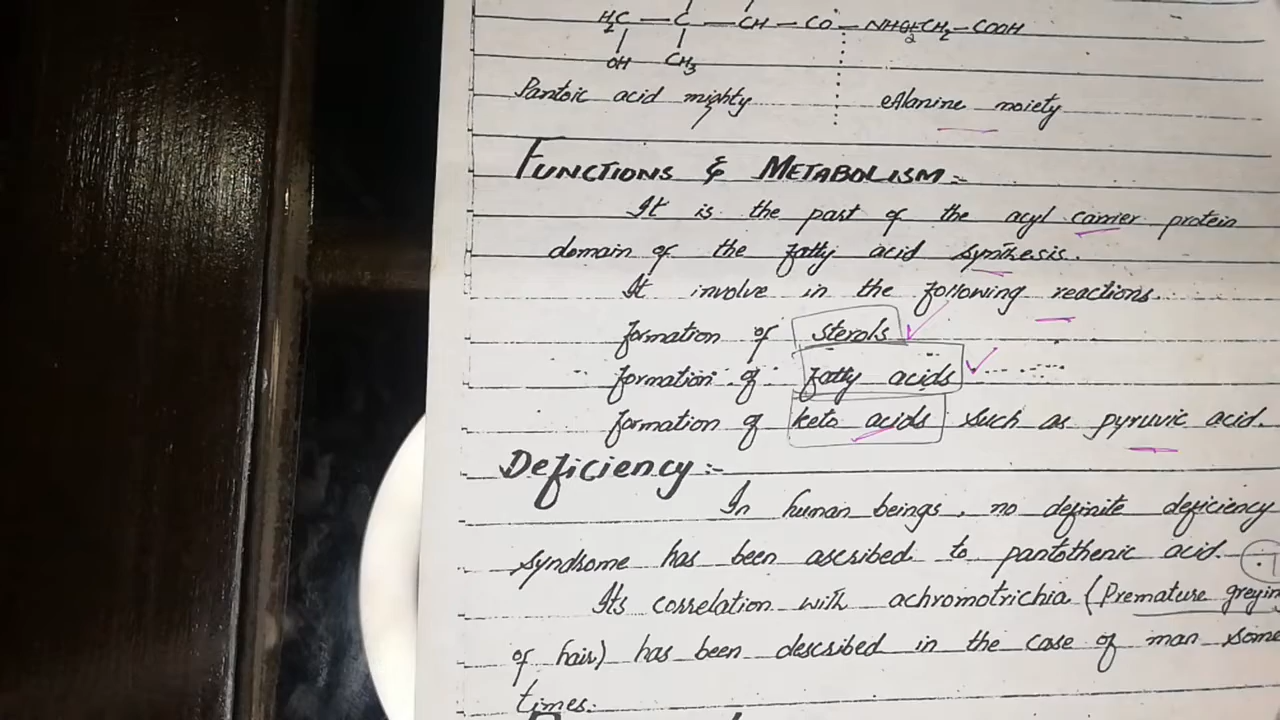 H2C — C — CH — CO — NHCH2CH2—COOH
OH CH3
Pantoic acid mighty Alanine moiety
FUNCTIONS & METABOLISM:-
It is the part of the acyl carrier protein
domain of the fatty acid synthesis.
It involve in the following reactions.
formation of sterols
formation of fatty acids
formation of keto acids such as pyruvic acid.
Deficiency:-
In human beings, no definite deficiency
syndrome has been ascribed to pantothenic acid.
Its correlation with achromotrichia (Premature greyin
of hair) has been described in the case of man some
times.